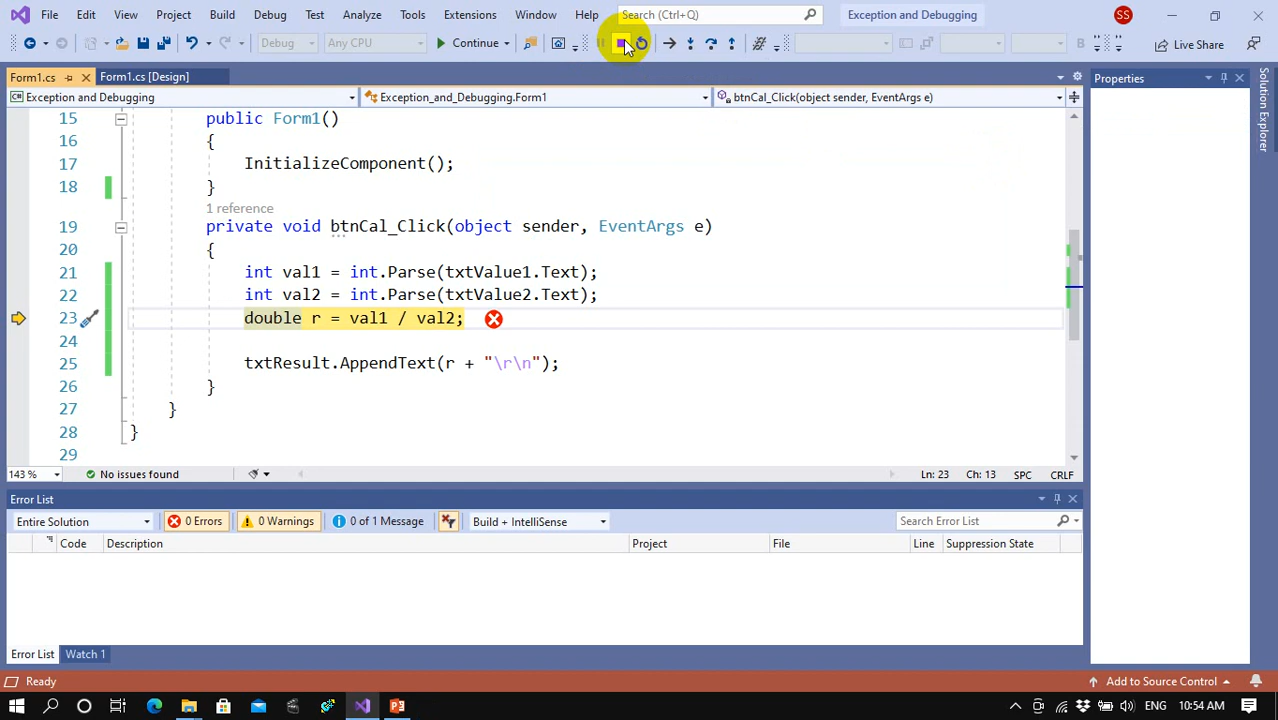 File Edit View Project Build Debug Test Analyze Tools Extensions Window Help Search (Ctrl+Q) Exception and Debugging SS
Debug Any CPU Continue Live Share
Form1.cs Form1.cs [Design] Properties
Exception and Debugging Exception_and_Debugging.Form1 btnCal_Click(object sender, EventArgs e)
Solution Explorer
15 public Form1()
16 {
17 InitializeComponent();
18 }
1 reference
19 private void btnCal_Click(object sender, EventArgs e)
20 {
21 int val1 = int.Parse(txtValue1.Text);
22 int val2 = int.Parse(txtValue2.Text);
23 double r = val1 / val2;
24
25 txtResult.AppendText(r + "\r\n");
26 }
27 }
28 }
29
143 % No issues found Ln: 23 Ch: 13 SPC CRLF
Error List
Entire Solution 0 Errors 0 Warnings 0 of 1 Message Build + IntelliSense Search Error List
Code Description Project File Line Suppression State
Error List Watch 1
Ready Add to Source Control
ENG 10:54 AM